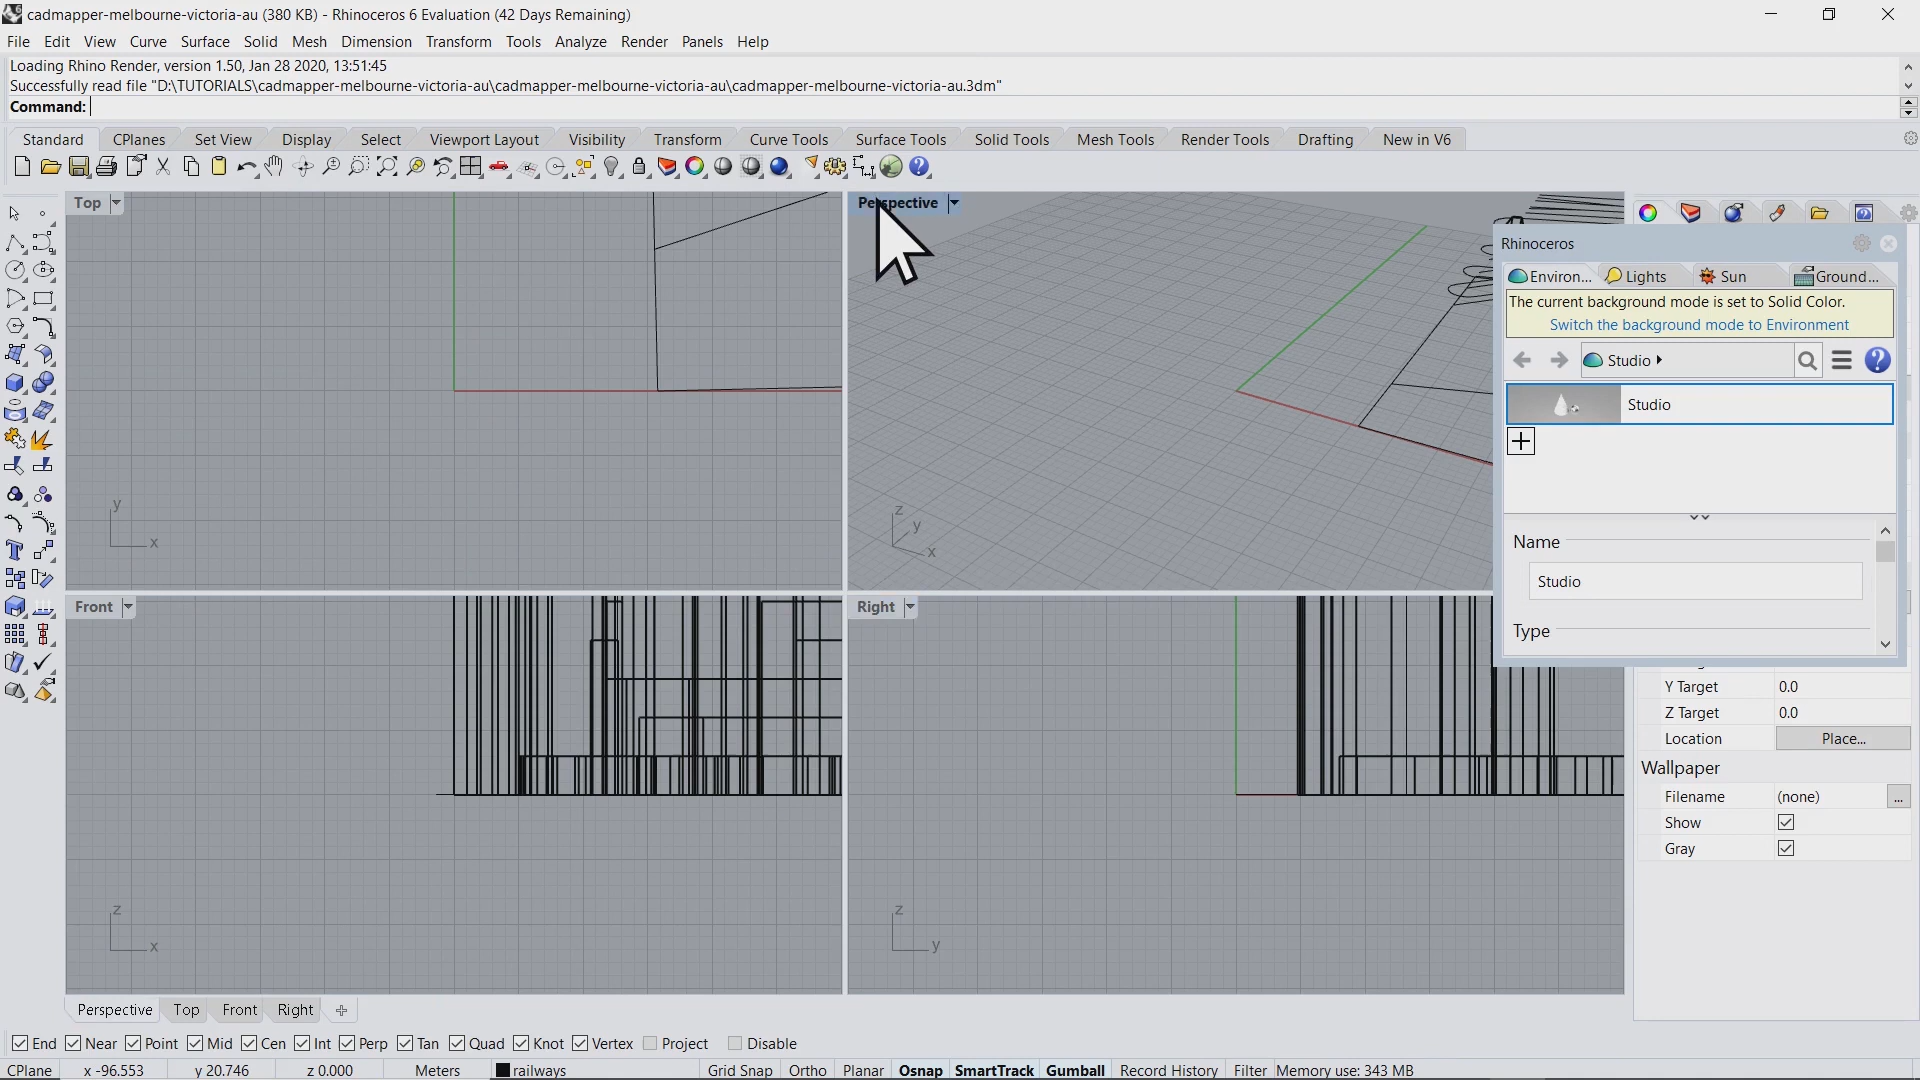 cadmapper-melbourne-victoria-au (380 KB) - Rhinoceros 6 Evaluation (42 Days Remaining)
File Edit View Curve Surface Solid Mesh Dimension Transform Tools Analyze Render Panels Help
Loading Rhino Render, version 1.50, Jan 28 2020, 13:51:45
Successfully read file "D:\TUTORIALS\cadmapper-melbourne-victoria-au\cadmapper-melbourne-victoria-au\cadmapper-melbourne-victoria-au.3dm"
Command:
Standard CPlanes Set View Display Select Viewport Layout Visibility Transform Curve Tools Surface Tools Solid Tools Mesh Tools Render Tools Drafting New in V6
Top
Perspective
Rhinoceros
Environ... Lights Sun Ground...
The current background mode is set to Solid Color.
Switch the background mode to Environment
Studio
Studio
Name
Studio
Type
y
x
z
y
x
Front
Right
Y Target 0.0
Z Target 0.0
Location Place...
Wallpaper
Filename (none) ...
Show
Gray
z
x
z
y
Perspective Top Front Right
End Near Point Mid Cen Int Perp Tan Quad Knot Vertex Project Disable
CPlane x -96.553 y 20.746 z 0.000 Meters railways Grid Snap Ortho Planar Osnap SmartTrack Gumball Record History Filter Memory use: 343 MB